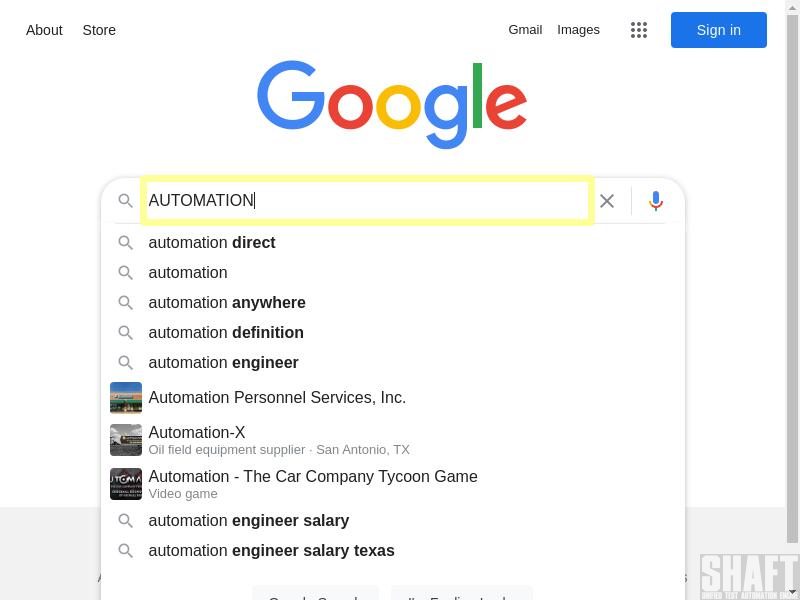 About Store Gmail Images Sign in
Google
AUTOMATION
automation direct
automation
automation anywhere
automation definition
automation engineer
Automation Personnel Services, Inc.
Automation-X
Oil field equipment supplier · San Antonio, TX
Automation - The Car Company Tycoon Game
Video game
automation engineer salary
automation engineer salary texas
SHAFT